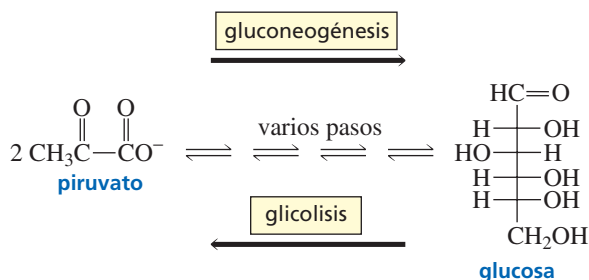 gluconeogénesis
O O
2 CH₃C—CO⁻
piruvato
varios pasos
glicolisis
HC=O
H OH
HO H
H OH
H OH
CH₂OH
glucosa